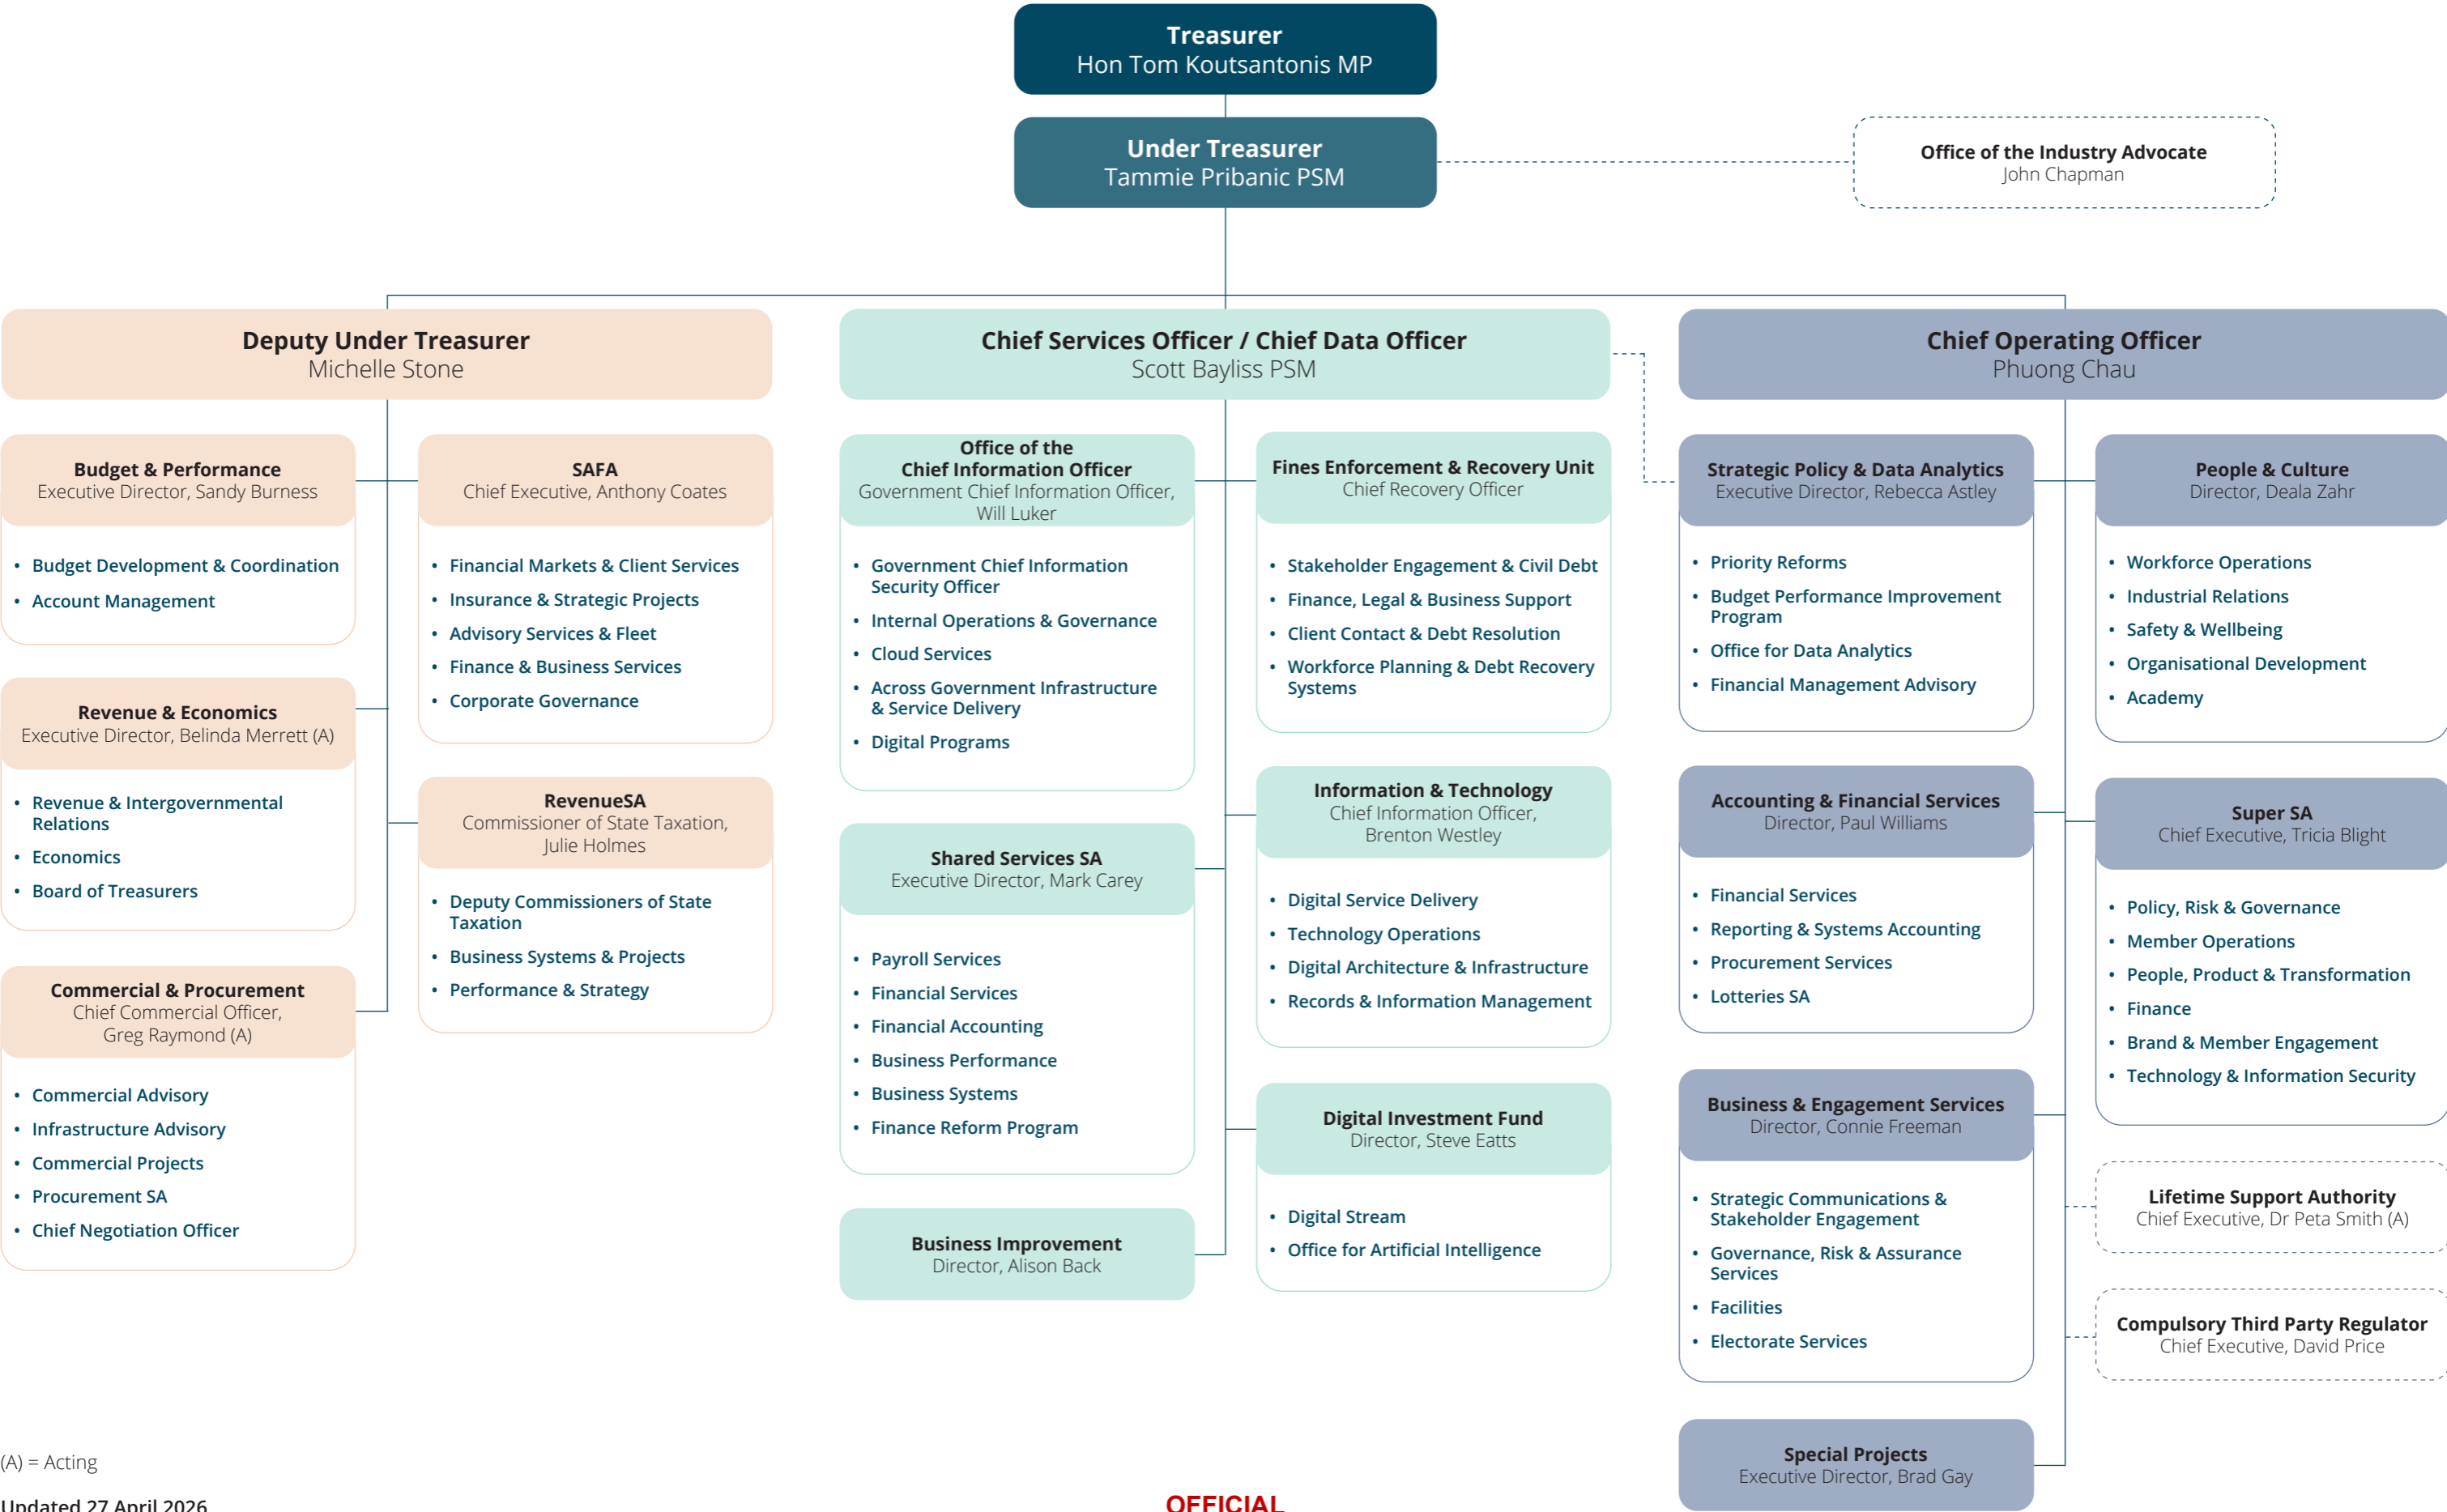 Treasurer
Hon Tom Koutsantonis MP
Under Treasurer
Tammie Pribanic PSM
Office of the Industry Advocate
John Chapman
Deputy Under Treasurer
Michelle Stone
Budget & Performance
Executive Director, Sandy Burness
• Budget Development & Coordination
• Account Management
Revenue & Economics
Executive Director, Belinda Merrett (A)
• Revenue & Intergovernmental
Relations
• Economics
• Board of Treasurers
Commercial & Procurement
Chief Commercial Officer,
Greg Raymond (A)
• Commercial Advisory
• Infrastructure Advisory
• Commercial Projects
• Procurement SA
• Chief Negotiation Officer
SAFA
Chief Executive, Anthony Coates
• Financial Markets & Client Services
• Insurance & Strategic Projects
• Advisory Services & Fleet
• Finance & Business Services
• Corporate Governance
RevenueSA
Commissioner of State Taxation,
Julie Holmes
• Deputy Commissioners of State
Taxation
• Business Systems & Projects
• Performance & Strategy
Chief Services Officer / Chief Data Officer
Scott Bayliss PSM
Office of the
Chief Information Officer
Government Chief Information Officer,
Will Luker
• Government Chief Information
Security Officer
• Internal Operations & Governance
• Cloud Services
• Across Government Infrastructure
& Service Delivery
• Digital Programs
Shared Services SA
Executive Director, Mark Carey
• Payroll Services
• Financial Services
• Financial Accounting
• Business Performance
• Business Systems
• Finance Reform Program
Business Improvement
Director, Alison Back
Fines Enforcement & Recovery Unit
Chief Recovery Officer
• Stakeholder Engagement & Civil Debt
• Finance, Legal & Business Support
• Client Contact & Debt Resolution
• Workforce Planning & Debt Recovery
Systems
Information & Technology
Chief Information Officer,
Brenton Westley
• Digital Service Delivery
• Technology Operations
• Digital Architecture & Infrastructure
• Records & Information Management
Digital Investment Fund
Director, Steve Eatts
• Digital Stream
• Office for Artificial Intelligence
Chief Operating Officer
Phuong Chau
Strategic Policy & Data Analytics
Executive Director, Rebecca Astley
• Priority Reforms
• Budget Performance Improvement
Program
• Office for Data Analytics
• Financial Management Advisory
Accounting & Financial Services
Director, Paul Williams
• Financial Services
• Reporting & Systems Accounting
• Procurement Services
• Lotteries SA
Business & Engagement Services
Director, Connie Freeman
• Strategic Communications &
Stakeholder Engagement
• Governance, Risk & Assurance
Services
• Facilities
• Electorate Services
Special Projects
Executive Director, Brad Gay
People & Culture
Director, Deala Zahr
• Workforce Operations
• Industrial Relations
• Safety & Wellbeing
• Organisational Development
• Academy
Super SA
Chief Executive, Tricia Blight
• Policy, Risk & Governance
• Member Operations
• People, Product & Transformation
• Finance
• Brand & Member Engagement
• Technology & Information Security
Lifetime Support Authority
Chief Executive, Dr Peta Smith (A)
Compulsory Third Party Regulator
Chief Executive, David Price
(A) = Acting
Updated 27 April 2026
OFFICIAL